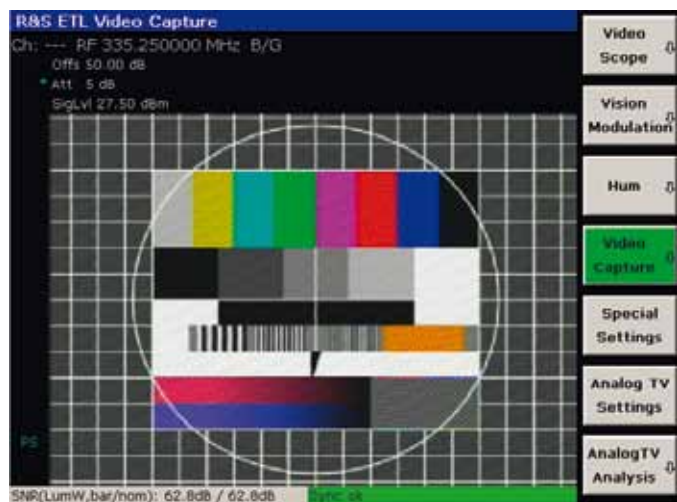 R&S ETL Video Capture
Ch: --- RF 335.250000 MHz B/G
Offs 50.00 dB
* Att 5 dB
SigLvl 27.50 dBm
PS
SNR(LumW,bar/nom): 62.8dB / 62.8dB
Sync ok
Video
Scope
Vision
Modulation
Hum
Video
Capture
Special
Settings
Analog TV
Settings
AnalogTV
Analysis